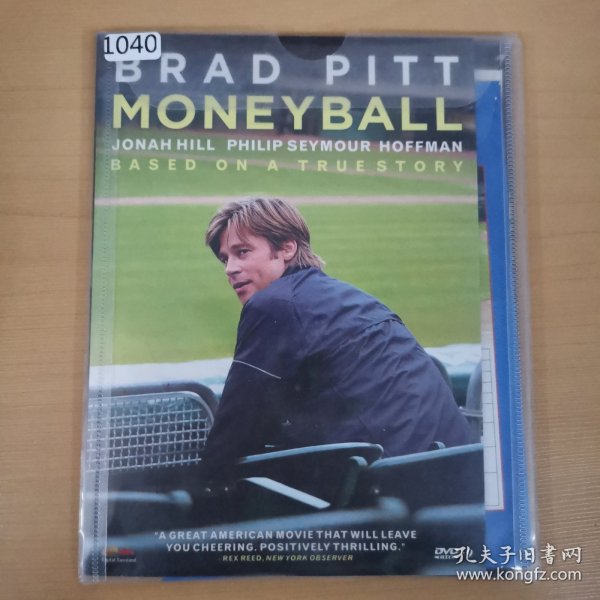 1040
BRAD PITT
MONEYBALL
JONAH HILL PHILIP SEYMOUR HOFFMAN
BASED ON A TRUE STORY
"A GREAT AMERICAN MOVIE THAT WILL LEAVE
YOU CHEERING. POSITIVELY THRILLING."
-REX REED, NEW YORK OBSERVER
DVD
孔夫子旧书网
www.kongfz.com